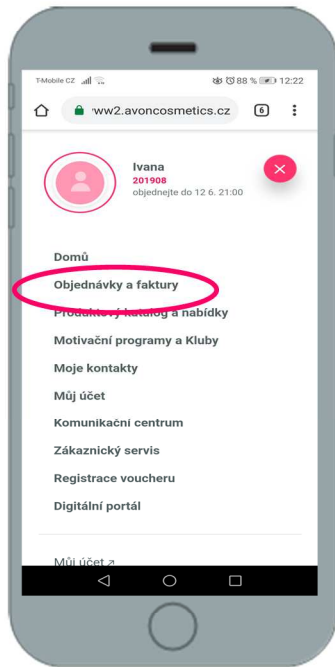 T-Mobile CZ 88 % 12:22
ww2.avoncosmetics.cz 6
Ivana
201908
objednejte do 12 6. 21:00
Domů
Objednávky a faktury
Produktový katalog a nabídky
Motivační programy a Kluby
Moje kontakty
Můj účet
Komunikační centrum
Zákaznický servis
Registrace voucheru
Digitální portál
Můj účet